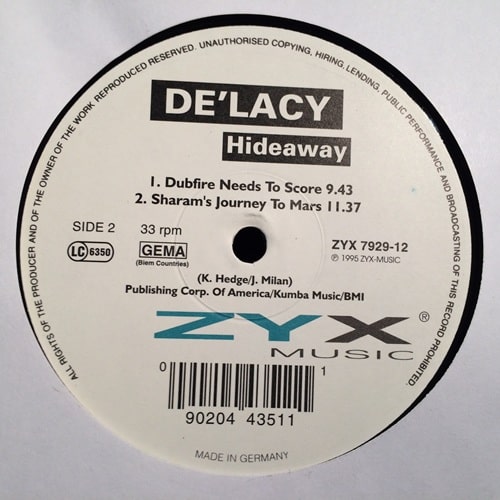 ALL RIGHTS OF THE PRODUCER AND OF THE OWNER OF THE WORK REPRODUCED RESERVED. UNAUTHORISED COPYING, HIRING, LENDING, PUBLIC PERFORMANCE AND BROADCASTING OF THIS RECORD PROHIBITED.
DE'LACY
Hideaway
1. Dubfire Needs To Score 9.43
2. Sharam's Journey To Mars 11.37
SIDE 2 33 rpm
LC 6350 GEMA
(Biem Countries)
ZYX 7929-12
℗ 1995 ZYX-MUSIC
(K. Hedge/J. Milan)
Publishing Corp. Of America/Kumba Music/BMI
ZYX ®
MUSIC
0 1
90204 43511
MADE IN GERMANY